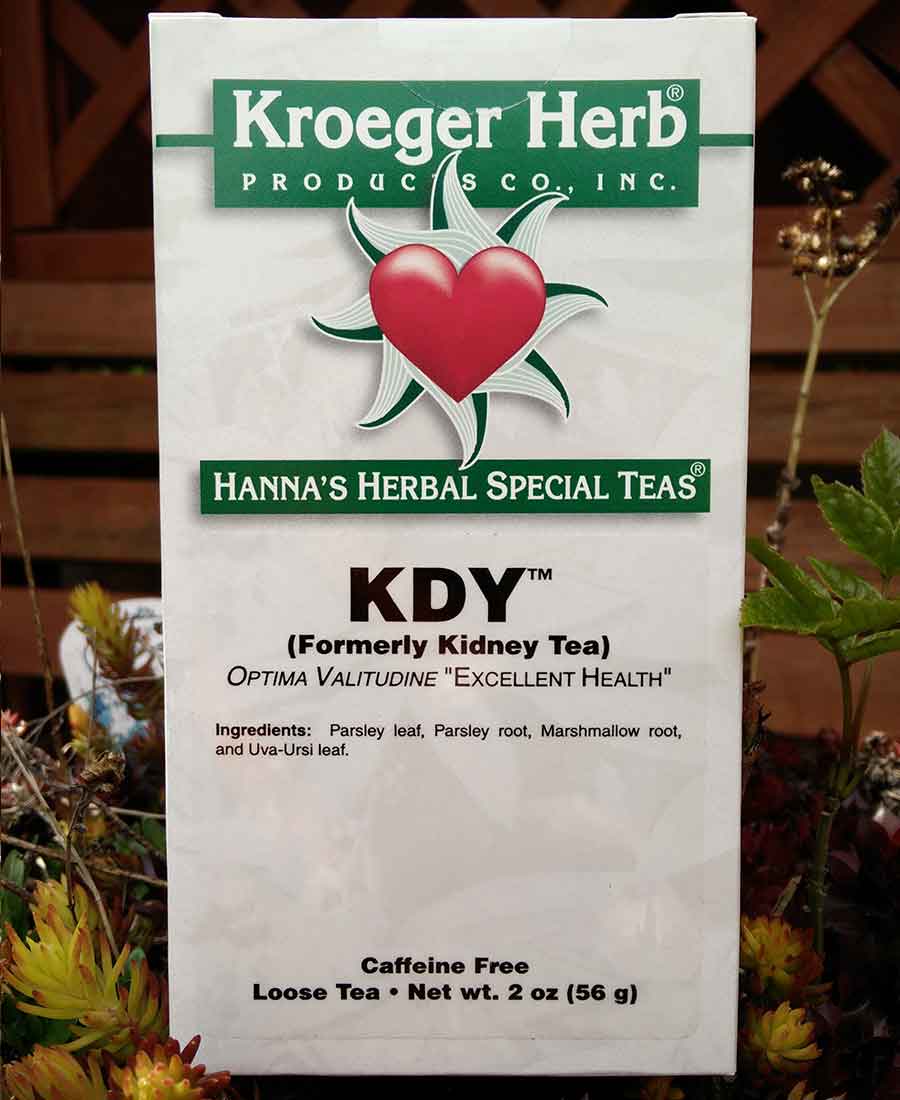 Kroeger Herb®
PRODUCTS CO., INC.
HANNA'S HERBAL SPECIAL TEAS®
KDY™
(Formerly Kidney Tea)
OPTIMA VALITUDINE "EXCELLENT HEALTH"
Ingredients: Parsley leaf, Parsley root, Marshmallow root,
and Uva-Ursi leaf.
Caffeine Free
Loose Tea • Net wt. 2 oz (56 g)